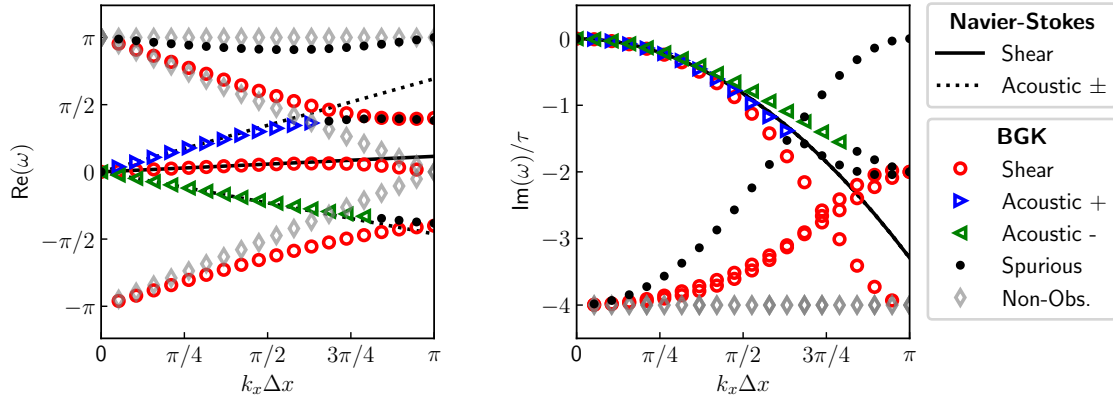 π
π/2
0
−π/2
−π
Re(ω)
0
π/4
π/2
3π/4
π
k_xΔx
0
−1
−2
−3
−4
Im(ω)/τ
0
π/4
π/2
3π/4
π
k_xΔx
Navier-Stokes
Shear
Acoustic ±
BGK
Shear
Acoustic +
Acoustic -
Spurious
Non-Obs.